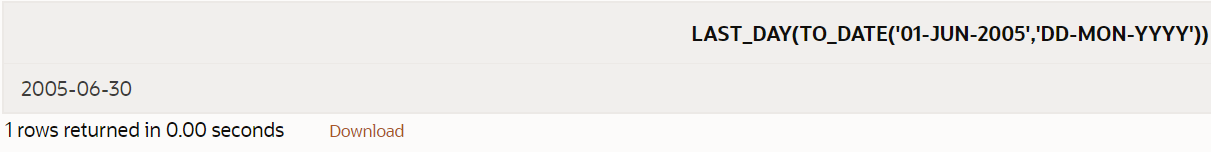 LAST_DAY(TO_DATE('01-JUN-2005','DD-MON-YYYY'))
2005-06-30
1 rows returned in 0.00 seconds Download